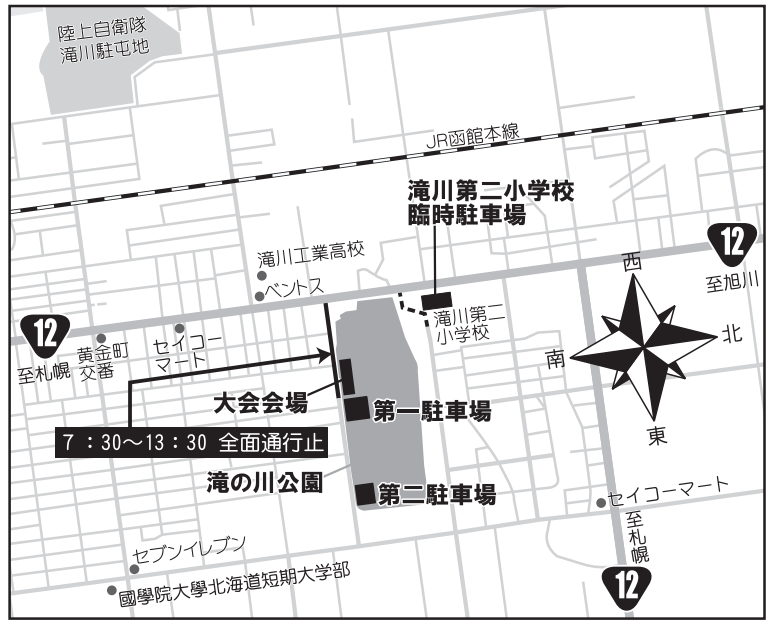 陸上自衛隊
滝川駐屯地
JR函館本線
滝川第二小学校
臨時駐車場
滝川工業高校
ベントス
12
至旭川
西
北
南
東
12
至札幌
黄金町
交番
セイコー
マート
滝川第二
小学校
大会会場
第一駐車場
7：30〜13：30 全面通行止
滝の川公園
第二駐車場
セイコーマート
至札幌
12
セブンイレブン
國學院大學北海道短期大学部